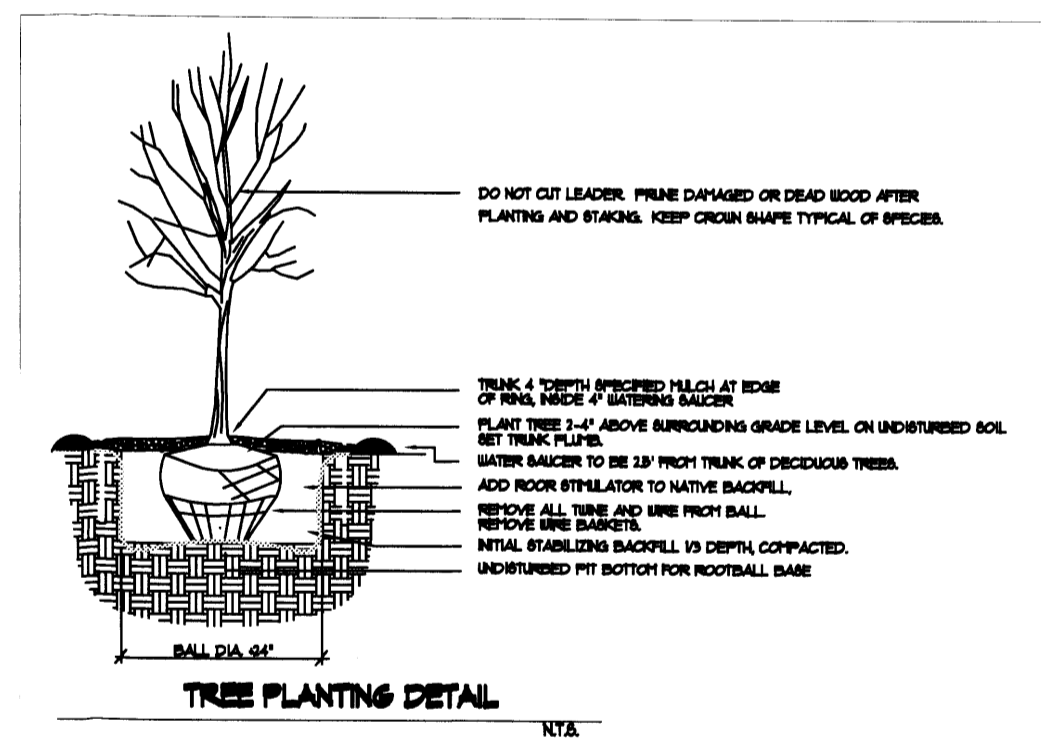 DO NOT CUT LEADER. PRUNE DAMAGED OR DEAD WOOD AFTER
PLANTING AND STAKING. KEEP CROWN SHAPE TYPICAL OF SPECIES.
TRUNK 4 "DEPTH SPECIFIED MULCH AT EDGE
OF RING, INSIDE 4" WATERING SAUCER
PLANT TREE 2-4" ABOVE SURROUNDING GRADE LEVEL ON UNDISTURBED SOIL
SET TRUNK PLUMB.
WATER SAUCER TO BE 2.5' FROM TRUNK OF DECIDUOUS TREES.
ADD ROOR STIMULATOR TO NATIVE BACKFILL,
REMOVE ALL TWINE AND WIRE FROM BALL
REMOVE WIRE BASKETS.
INITIAL STABILIZING BACKFILL 1/3 DEPTH, COMPACTED.
UNDISTURBED PIT BOTTOM FOR ROOTBALL BASE
BALL DIA. +24"
TREE PLANTING DETAIL
N.T.S.